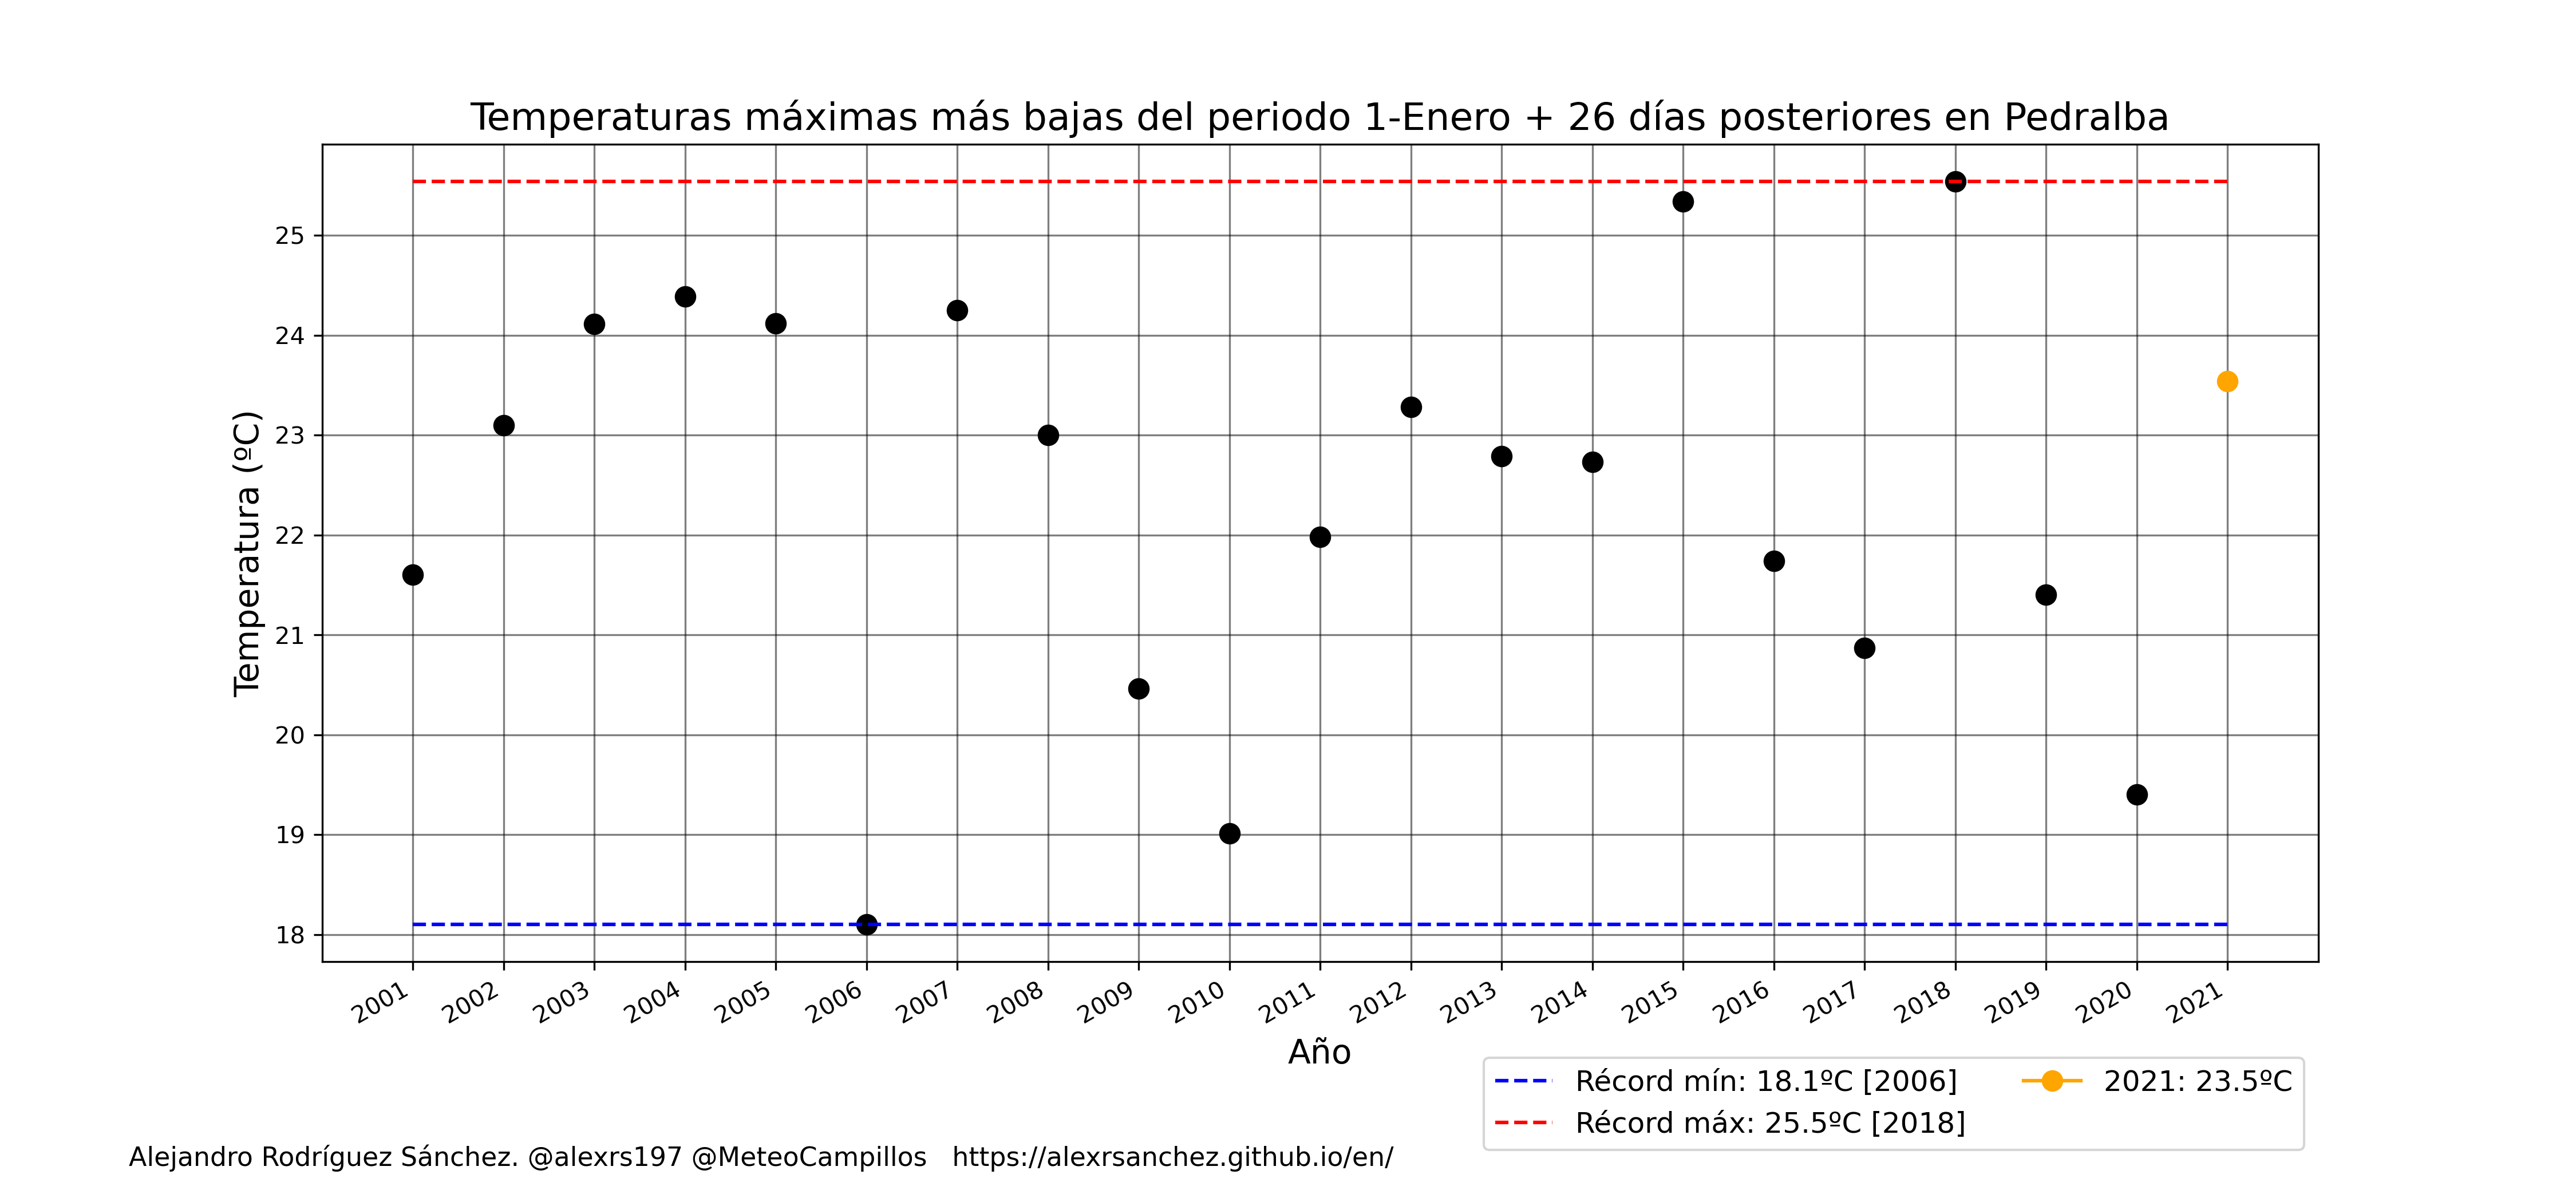 Temperaturas máximas más bajas del periodo 1-Enero + 26 días posteriores en Pedralba
Temperatura (ºC)
25
24
23
22
21
20
19
18
2001 2002 2003 2004 2005 2006 2007 2008 2009 2010 2011 2012 2013 2014 2015 2016 2017 2018 2019 2020 2021
Año
Récord mín: 18.1ºC [2006]
Récord máx: 25.5ºC [2018]
2021: 23.5ºC
Alejandro Rodríguez Sánchez. @alexrs197 @MeteoCampillos https://alexrsanchez.github.io/en/